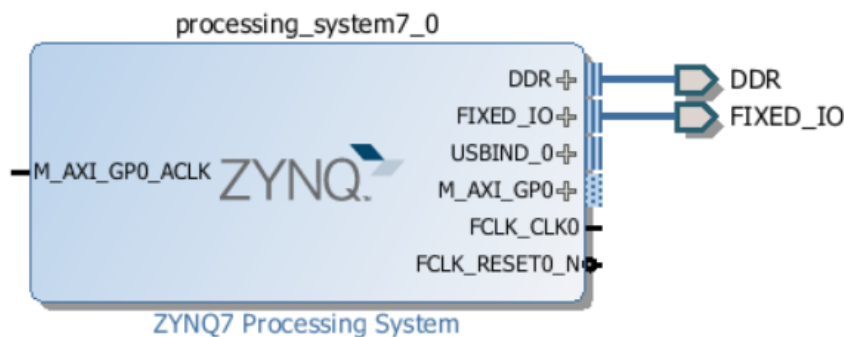 processing_system7_0
DDR
DDR
FIXED_IO
FIXED_IO
USBIND_0
M_AXI_GP0_ACLK
ZYNQ
M_AXI_GP0
FCLK_CLK0
FCLK_RESET0_N
ZYNQ7 Processing System